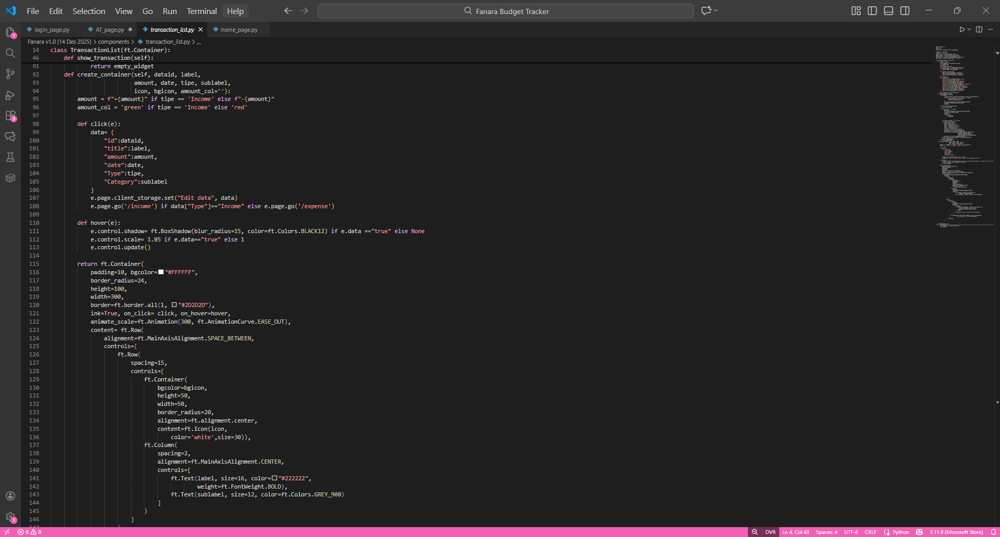 File Edit Selection View Go Run Terminal Help
Fanara Budget Tracker
login_page.py AT_page.py transaction_list.py home_page.py
Fanara v1.0 (14 Des 2025) > components > transaction_list.py > ...
14 class TransactionList(ft.Container):
46 def show_transaction(self):
91 return empty_widget
92 def create_container(self, dataid, label,
93 amount, date, tipe, sublabel,
94 icon, bgicon, amount_col=''):
95 amount = f"+{amount}" if tipe == 'Income' else f"-{amount}"
96 amount_col = 'green' if tipe == 'Income' else 'red'
97
98 def click(e):
99 data= {
100 "id":dataid,
101 "title":label,
102 "amount":amount,
103 "date":date,
104 "Type":tipe,
105 "Category":sublabel
106 }
107 e.page.client_storage.set("Edit data", data)
108 e.page.go('/income') if data["Type"]=="Income" else e.page.go('/expense')
109
110 def hover(e):
111 e.control.shadow= ft.BoxShadow(blur_radius=15, color=ft.Colors.BLACK12) if e.data =="true" else None
112 e.control.scale= 1.05 if e.data=="true" else 1
113 e.control.update()
114
115 return ft.Container(
116 padding=10, bgcolor="#FFFFFF",
117 border_radius=24,
118 height=100,
119 width=300,
120 border=ft.border.all(1, "#2D2D2D"),
121 ink=True, on_click= click, on_hover=hover,
122 animate_scale=ft.Animation(300, ft.AnimationCurve.EASE_OUT),
123 content= ft.Row(
124 alignment=ft.MainAxisAlignment.SPACE_BETWEEN,
125 controls=[
126 ft.Row(
127 spacing=15,
128 controls=[
129 ft.Container(
130 bgcolor=bgicon,
131 height=50,
132 width=50,
133 border_radius=20,
134 alignment=ft.alignment.center,
135 content=ft.Icon(icon,
136 color='white',size=30)),
137 ft.Column(
138 spacing=2,
139 alignment=ft.MainAxisAlignment.CENTER,
140 controls=[
141 ft.Text(label, size=16, color="#222222",
142 weight=ft.FontWeight.BOLD),
143 ft.Text(sublabel, size=12, color=ft.Colors.GREY_900)
144 ]
145 )
146 ]
1
3
1
0 0 OVR Ln 4, Col 43 Spaces: 4 UTF-8 CRLF { } Python 3.11.9 (Microsoft Store)